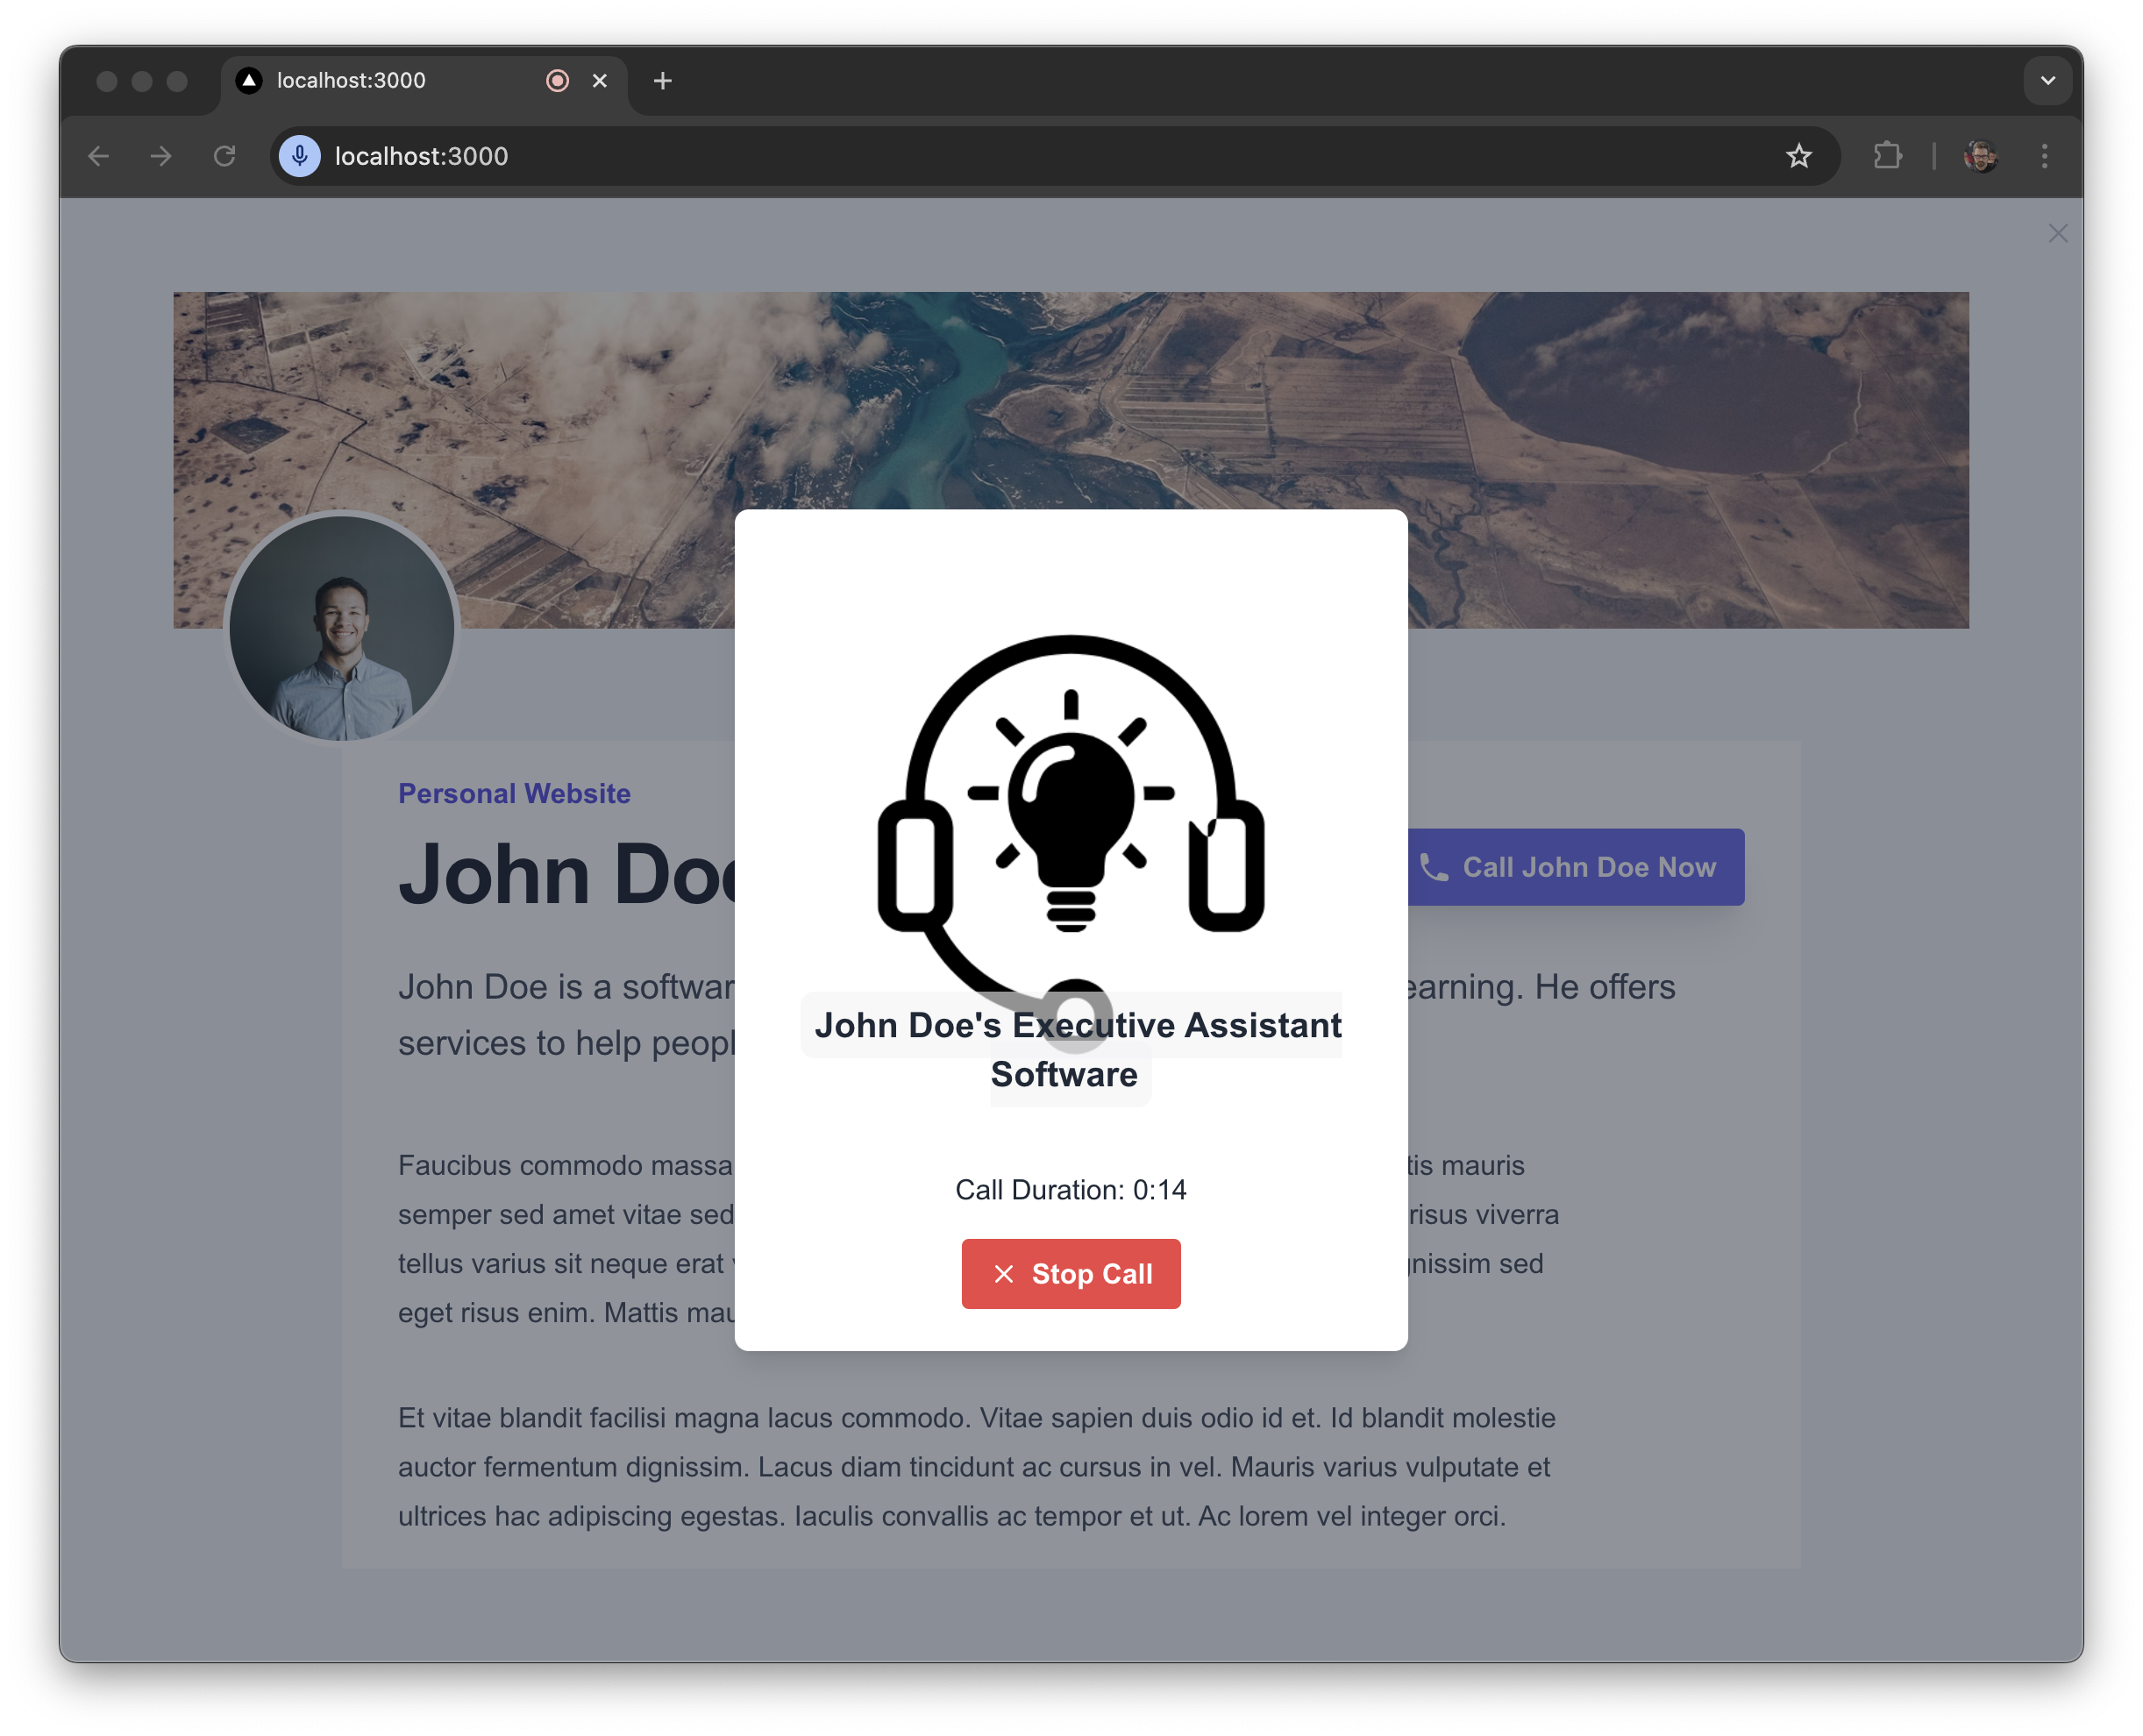 localhost:3000
localhost:3000
Personal Website
John Doe
Call John Doe Now
John Doe is a softwar earning. He offers
services to help peopl
John Doe's Executive Assistant
Software
Faucibus commodo massa tis mauris
semper sed amet vitae sed risus viverra
tellus varius sit neque erat gnissim sed
eget risus enim. Mattis mau
Call Duration: 0:14
Stop Call
Et vitae blandit facilisi magna lacus commodo. Vitae sapien duis odio id et. Id blandit molestie
auctor fermentum dignissim. Lacus diam tincidunt ac cursus in vel. Mauris varius vulputate et
ultrices hac adipiscing egestas. Iaculis convallis ac tempor et ut. Ac lorem vel integer orci.